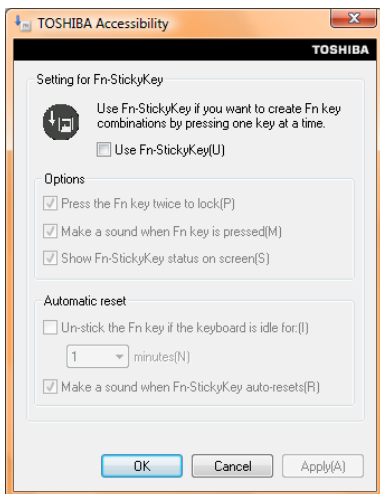 TOSHIBA Accessibility
TOSHIBA
Setting for Fn-StickyKey
Use Fn-StickyKey if you want to create Fn key
combinations by pressing one key at a time.
Use Fn-StickyKey(U)
Options
Press the Fn key twice to lock(P)
Make a sound when Fn key is pressed(M)
Show Fn-StickyKey status on screen(S)
Automatic reset
Un-stick the Fn key if the keyboard is idle for:(I)
1 minutes(N)
Make a sound when Fn-StickyKey auto-resets(R)
OK Cancel Apply(A)